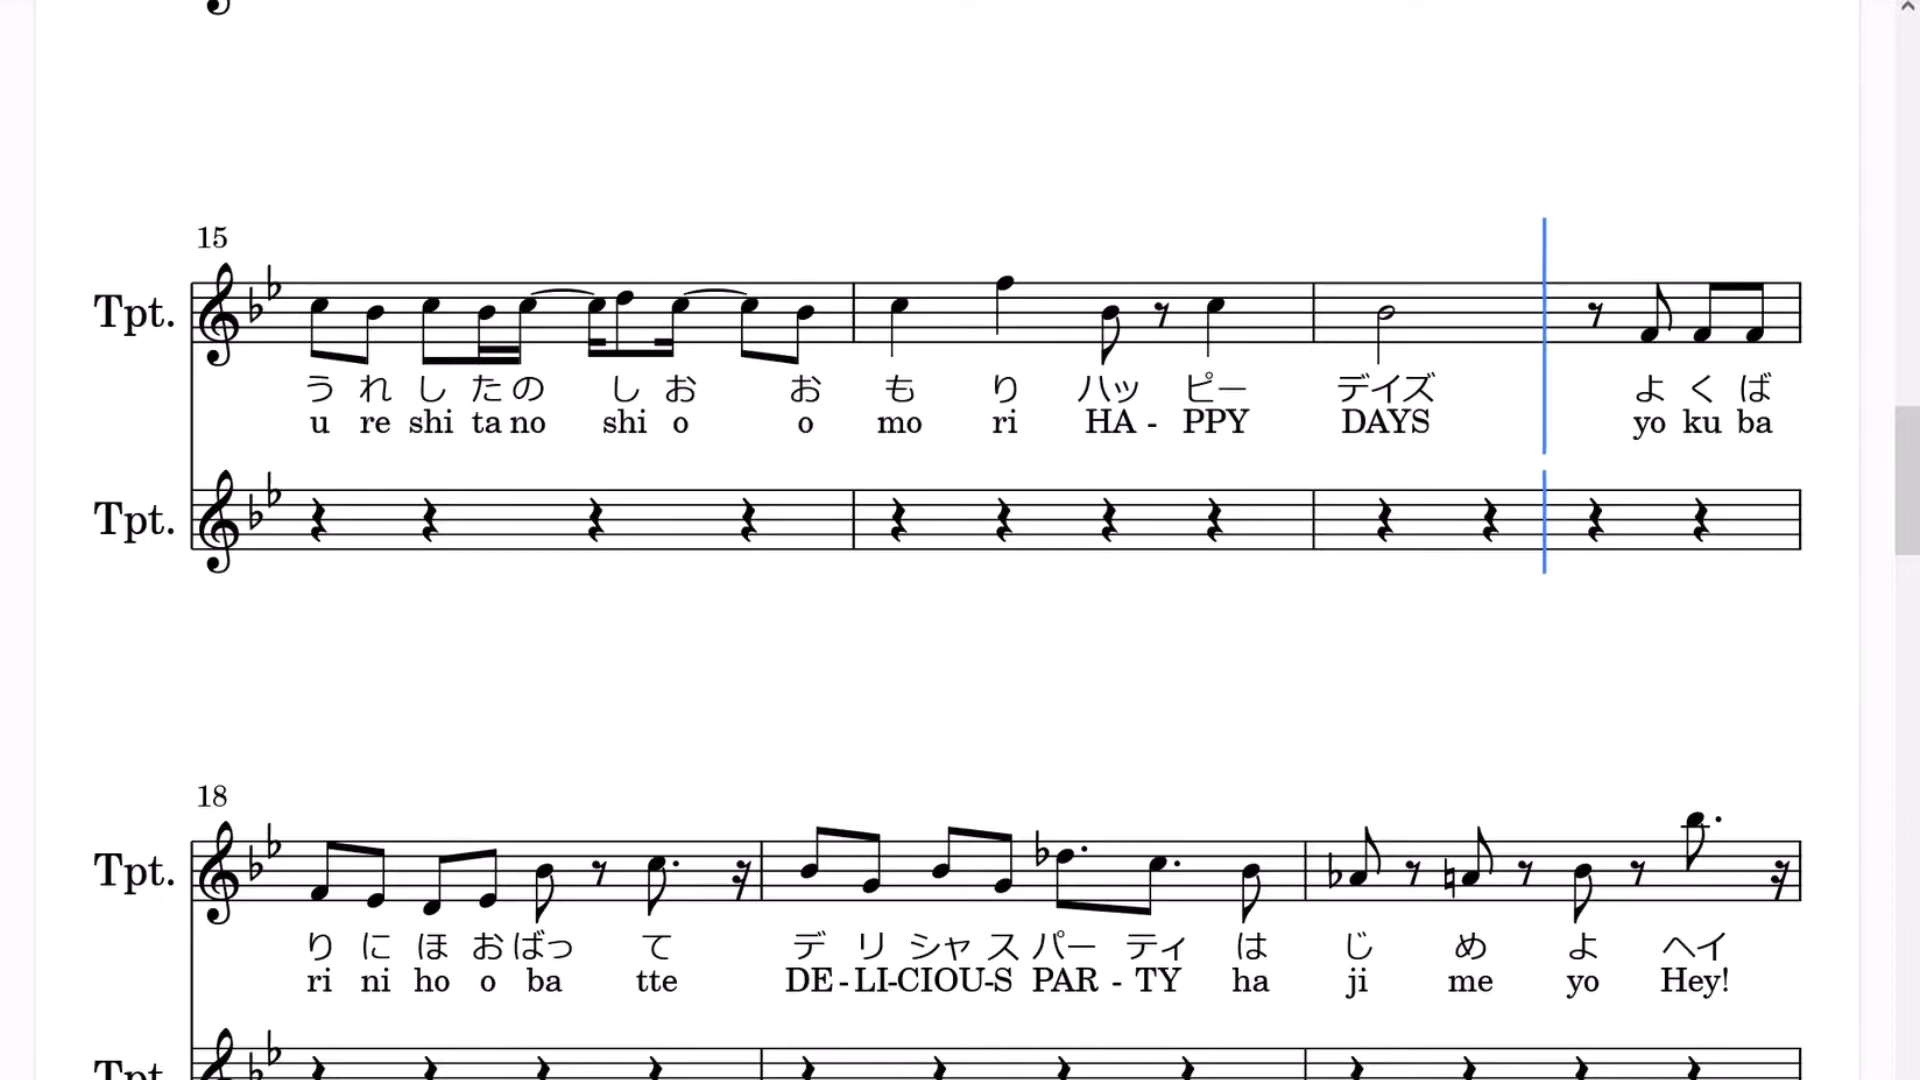 15
Tpt.
う れ し た の し お お も り ハッ ピー デイズ よ く ば
u re shi ta no shi o o mo ri HA - PPY DAYS yo ku ba
Tpt.
18
Tpt.
り に ほ お ばっ て デ リ シャ ス パー ティ は じ め よ ヘイ
ri ni ho o ba tte DE - LI - CIOU - S PAR - TY ha ji me yo Hey!
Tpt.